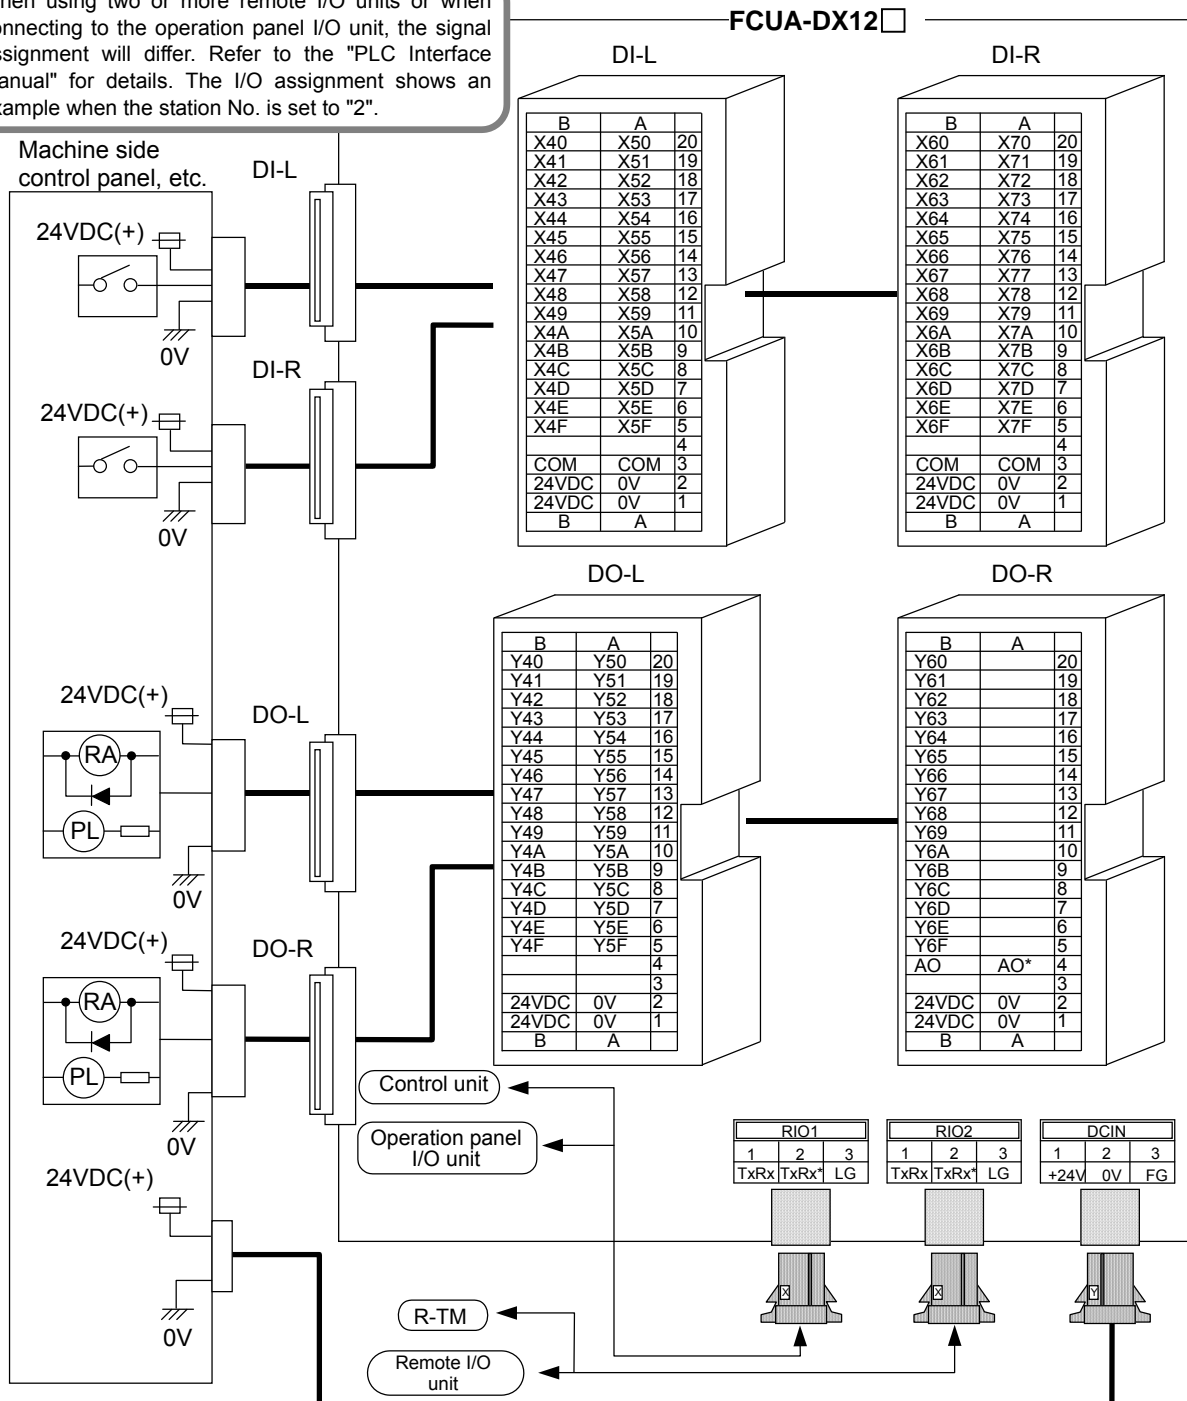 when using two or more remote I/O units or when
connecting to the operation panel I/O unit, the signal
assignment will differ. Refer to the "PLC Interface
Manual" for details. The I/O assignment shows an
example when the station No. is set to "2".
FCUA-DX12□
DI-L
DI-R
B A
X40 X50 20
X41 X51 19
X42 X52 18
X43 X53 17
X44 X54 16
X45 X55 15
X46 X56 14
X47 X57 13
X48 X58 12
X49 X59 11
X4A X5A 10
X4B X5B 9
X4C X5C 8
X4D X5D 7
X4E X5E 6
X4F X5F 5
4
COM COM 3
24VDC 0V 2
24VDC 0V 1
B A
B A
X60 X70 20
X61 X71 19
X62 X72 18
X63 X73 17
X64 X74 16
X65 X75 15
X66 X76 14
X67 X77 13
X68 X78 12
X69 X79 11
X6A X7A 10
X6B X7B 9
X6C X7C 8
X6D X7D 7
X6E X7E 6
X6F X7F 5
4
COM COM 3
24VDC 0V 2
24VDC 0V 1
B A
Machine side
control panel, etc.
DI-L
24VDC(+)
0V
DI-R
24VDC(+)
0V
DO-L
DO-R
B A
Y40 Y50 20
Y41 Y51 19
Y42 Y52 18
Y43 Y53 17
Y44 Y54 16
Y45 Y55 15
Y46 Y56 14
Y47 Y57 13
Y48 Y58 12
Y49 Y59 11
Y4A Y5A 10
Y4B Y5B 9
Y4C Y5C 8
Y4D Y5D 7
Y4E Y5E 6
Y4F Y5F 5
4
3
24VDC 0V 2
24VDC 0V 1
B A
B A
Y60 20
Y61 19
Y62 18
Y63 17
Y64 16
Y65 15
Y66 14
Y67 13
Y68 12
Y69 11
Y6A 10
Y6B 9
Y6C 8
Y6D 7
Y6E 6
Y6F 5
AO AO* 4
3
24VDC 0V 2
24VDC 0V 1
B A
24VDC(+)
DO-L
RA
PL
0V
24VDC(+)
DO-R
RA
PL
0V
24VDC(+)
0V
Control unit
Operation panel
I/O unit
RIO1
1 2 3
TxRx TxRx* LG
RIO2
1 2 3
TxRx TxRx* LG
DCIN
1 2 3
+24V 0V FG
X
X
Y
R-TM
Remote I/O
unit